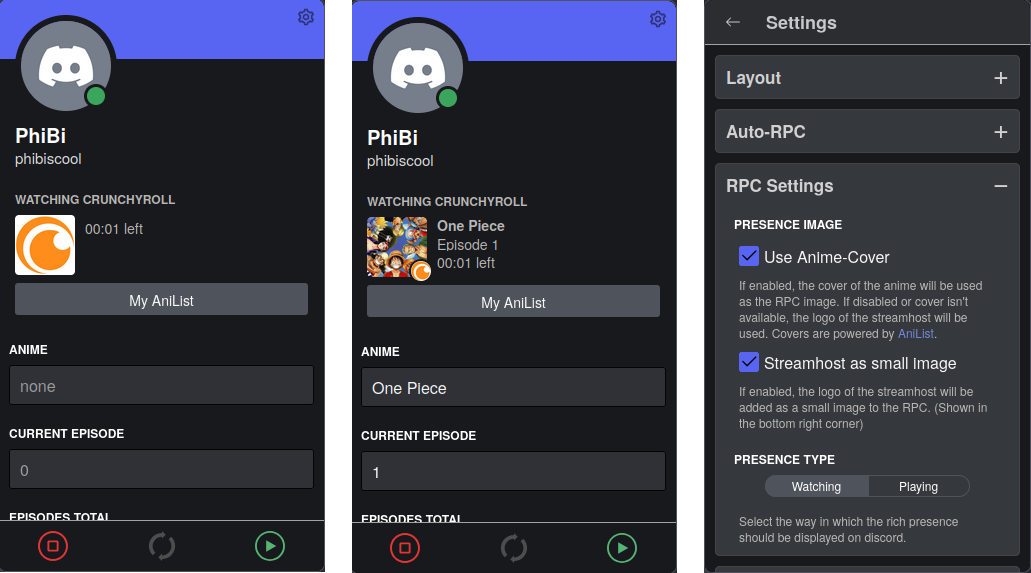 PhiBi
phibiscool
WATCHING CRUNCHYROLL
00:01 left
My AniList
ANIME
none
CURRENT EPISODE
0
EPISODES TOTAL
PhiBi
phibiscool
WATCHING CRUNCHYROLL
One Piece
Episode 1
00:01 left
My AniList
ANIME
One Piece
CURRENT EPISODE
1
EPISODES TOTAL
Settings
Layout
Auto-RPC
RPC Settings
PRESENCE IMAGE
Use Anime-Cover
If enabled, the cover of the anime will be used
as the RPC image. If disabled or cover isn't
available, the logo of the streamhost will be
used. Covers are powered by AniList.
Streamhost as small image
If enabled, the logo of the streamhost will be
added as a small image to the RPC. (Shown in
the bottom right corner)
PRESENCE TYPE
Watching Playing
Select the way in which the rich presence
should be displayed on discord.